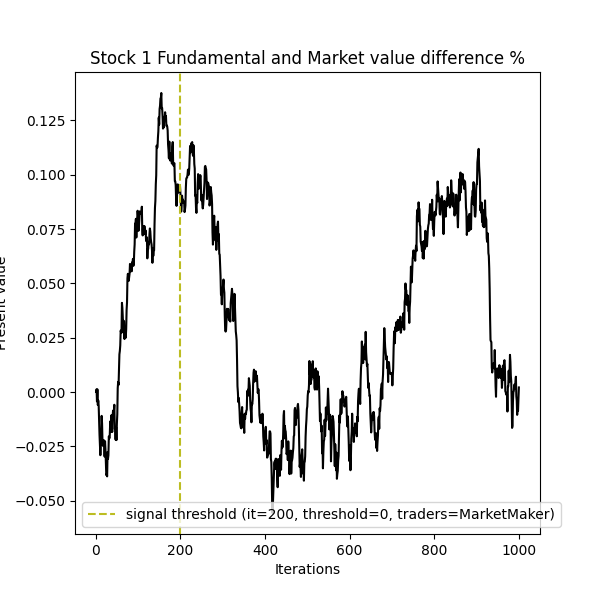 Stock 1 Fundamental and Market value difference %
0.125
0.100
0.075
0.050
0.025
0.000
−0.025
−0.050
Present value
signal threshold (it=200, threshold=0, traders=MarketMaker)
0 200 400 600 800 1000
Iterations